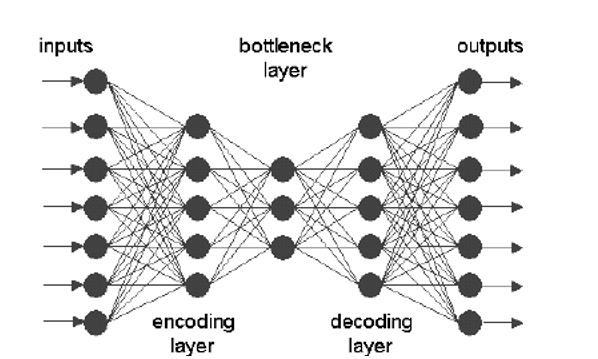 inputs
bottleneck
layer
outputs
encoding
layer
decoding
layer